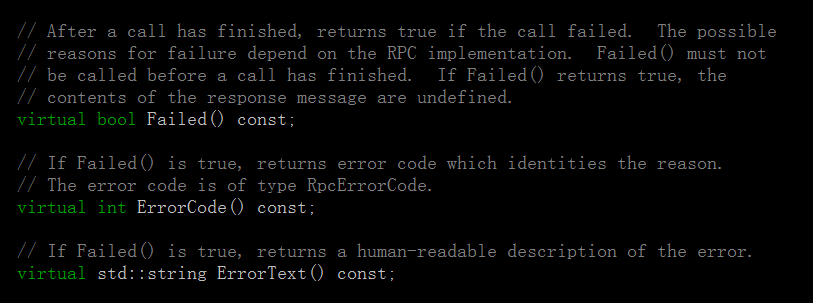 // After a call has finished, returns true if the call failed.  The possible
// reasons for failure depend on the RPC implementation.  Failed() must not
// be called before a call has finished.  If Failed() returns true, the
// contents of the response message are undefined.
virtual bool Failed() const;
// If Failed() is true, returns error code which identities the reason.
// The error code is of type RpcErrorCode.
virtual int ErrorCode() const;
// If Failed() is true, returns a human-readable description of the error.
virtual std::string ErrorText() const;